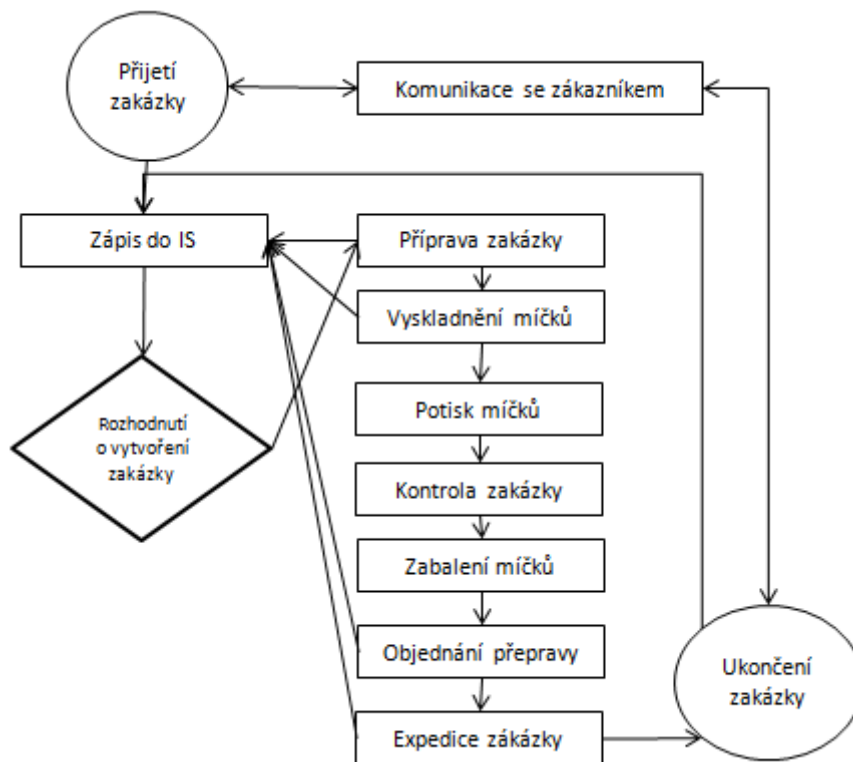 Přijetí
zakázky
Komunikace se zákazníkem
Zápis do IS
Příprava zakázky
Vyskladnění míčků
Rozhodnutí
o vytvoření
zakázky
Potisk míčků
Kontrola zakázky
Zabalení míčků
Objednání přepravy
Expedice zákázky
Ukončení
zakázky